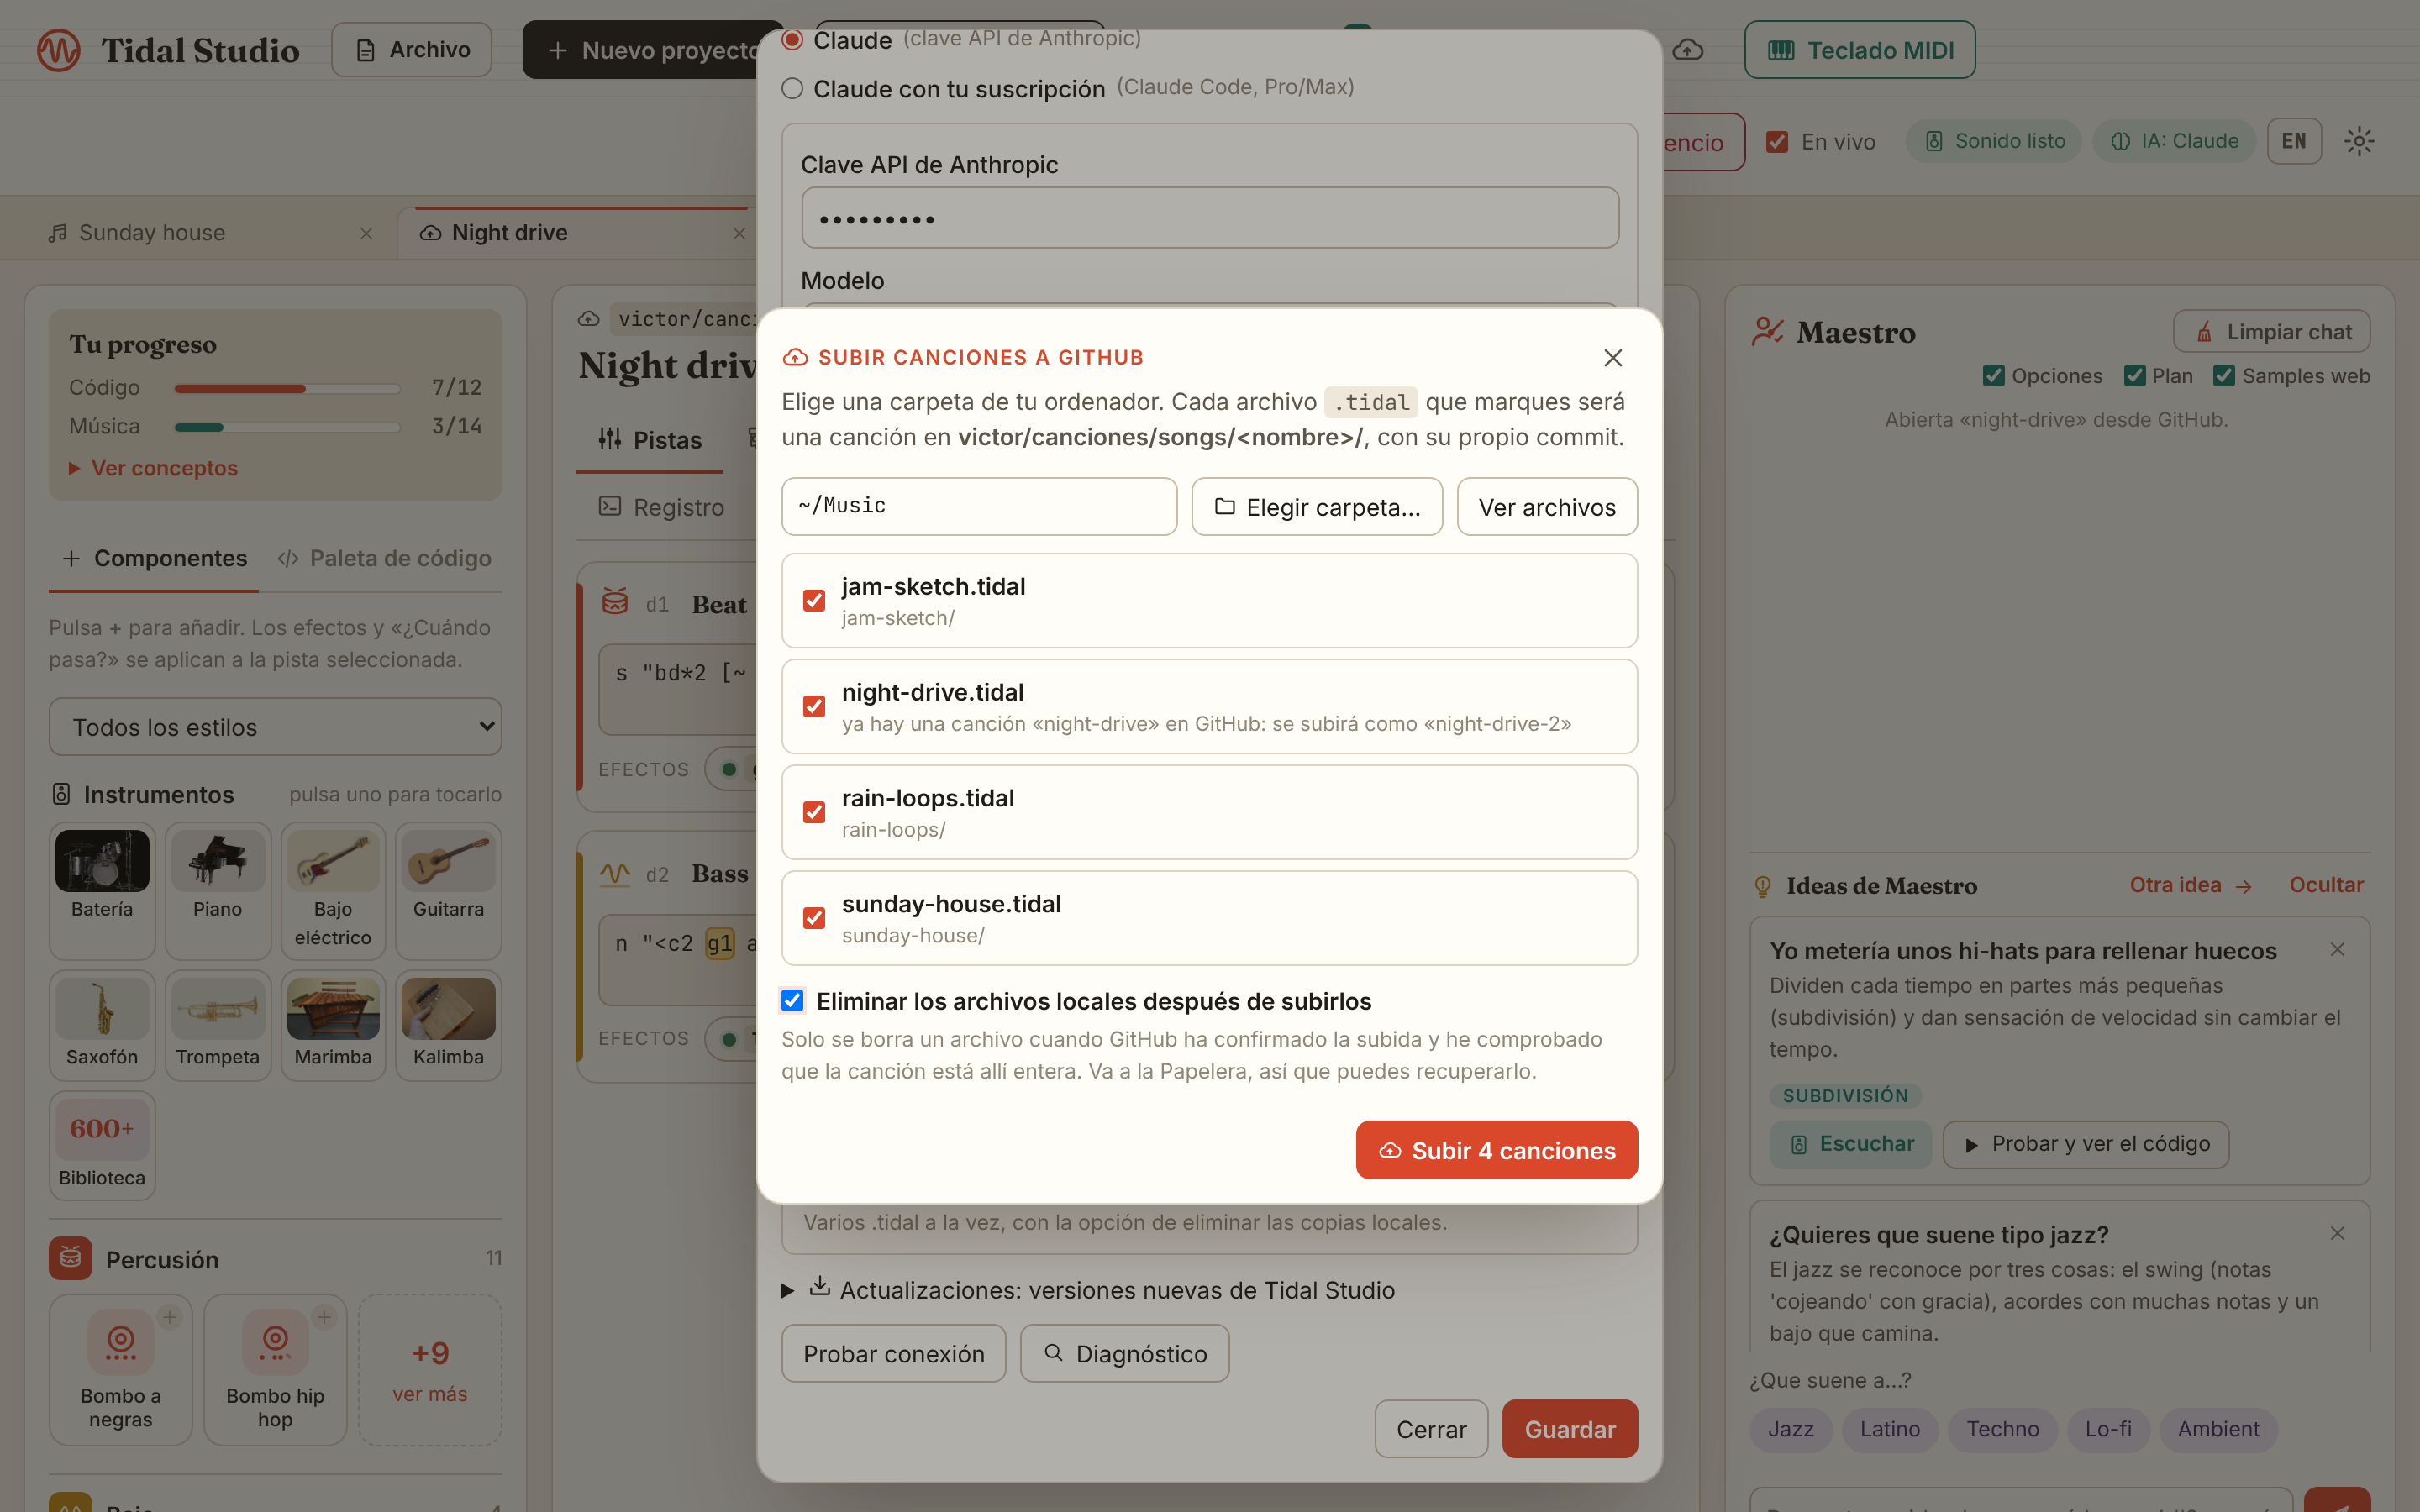 Tidal Studio
Archivo
Nuevo proyecto
Teclado MIDI
encio
En vivo
Sonido listo
IA: Claude
EN
Sunday house
Night drive
Claude (clave API de Anthropic)
Claude con tu suscripción (Claude Code, Pro/Max)
Clave API de Anthropic
•••••••••
Modelo
Tu progreso
Código 7/12
Música 3/14
Ver conceptos
Componentes
Paleta de código
Pulsa + para añadir. Los efectos y «¿Cuándo
pasa?» se aplican a la pista seleccionada.
Todos los estilos
Instrumentos
pulsa uno para tocarlo
Batería
Piano
Bajo
eléctrico
Guitarra
Saxofón
Trompeta
Marimba
Kalimba
600+
Biblioteca
Percusión
11
Bombo a
negras
Bombo hip
hop
+9
ver más
victor/canci
Night driv
Pistas
Registro
d1 Beat
s "bd*2 [~
EFECTOS
d2 Bass
n "<c2 g1 a
EFECTOS
SUBIR CANCIONES A GITHUB
Elige una carpeta de tu ordenador. Cada archivo .tidal que marques será
una canción en victor/canciones/songs/<nombre>/, con su propio commit.
~/Music
Elegir carpeta...
Ver archivos
jam-sketch.tidal
jam-sketch/
night-drive.tidal
ya hay una canción «night-drive» en GitHub: se subirá como «night-drive-2»
rain-loops.tidal
rain-loops/
sunday-house.tidal
sunday-house/
Eliminar los archivos locales después de subirlos
Solo se borra un archivo cuando GitHub ha confirmado la subida y he comprobado
que la canción está allí entera. Va a la Papelera, así que puedes recuperarlo.
Subir 4 canciones
Varios .tidal a la vez, con la opción de eliminar las copias locales.
Actualizaciones: versiones nuevas de Tidal Studio
Probar conexión
Diagnóstico
Cerrar
Guardar
Maestro
Limpiar chat
Opciones
Plan
Samples web
Abierta «night-drive» desde GitHub.
Ideas de Maestro
Otra idea →
Ocultar
Yo metería unos hi-hats para rellenar huecos
Dividen cada tiempo en partes más pequeñas
(subdivisión) y dan sensación de velocidad sin cambiar el
tempo.
SUBDIVISIÓN
Escuchar
Probar y ver el código
¿Quieres que suene tipo jazz?
El jazz se reconoce por tres cosas: el swing (notas
'cojeando' con gracia), acordes con muchas notas y un
bajo que camina.
¿Que suene a...?
Jazz
Latino
Techno
Lo-fi
Ambient